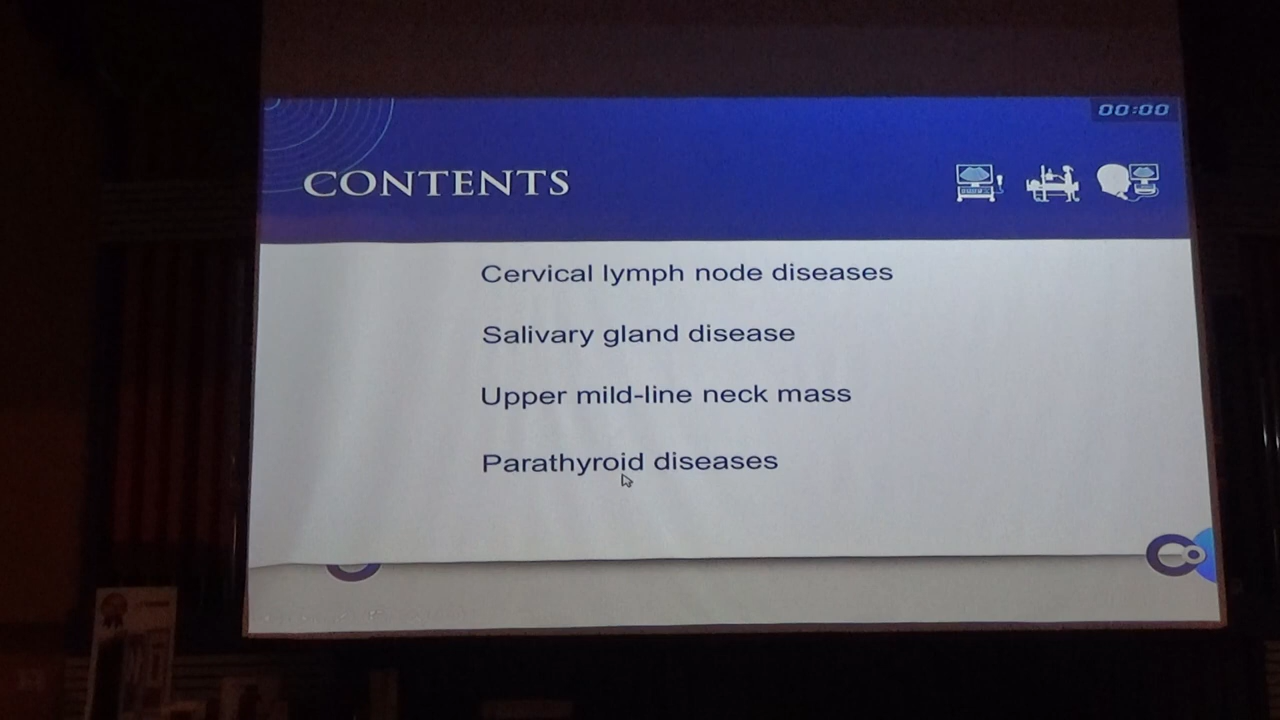 00:00
CONTENTS
Cervical lymph node diseases
Salivary gland disease
Upper mild-line neck mass
Parathyroid diseases